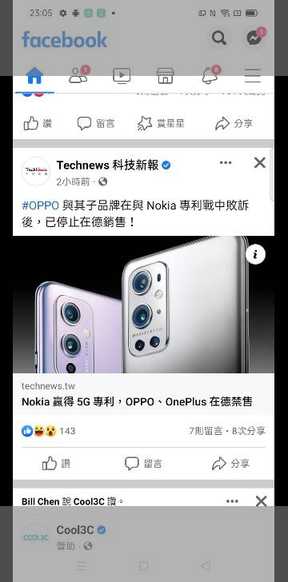 23:05
facebook
讚 留言 賞星星 分享
Technews 科技新報
2小時前
#OPPO 與其子品牌在與 Nokia 專利戰中敗訴
後，已停止在德銷售！
technews.tw
Nokia 贏得 5G 專利，OPPO、OnePlus 在德禁售
143 7則留言・8次分享
讚 留言 分享
Bill Chen 說 Cool3C 讚。
Cool3C
贊助